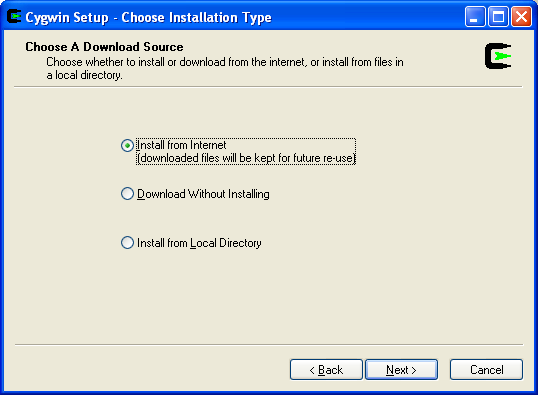 Cygwin Setup - Choose Installation Type
Choose A Download Source
Choose whether to install or download from the internet, or install from files in
a local directory.
Install from Internet
(downloaded files will be kept for future re-use)
Download Without Installing
Install from Local Directory
< Back
Next >
Cancel